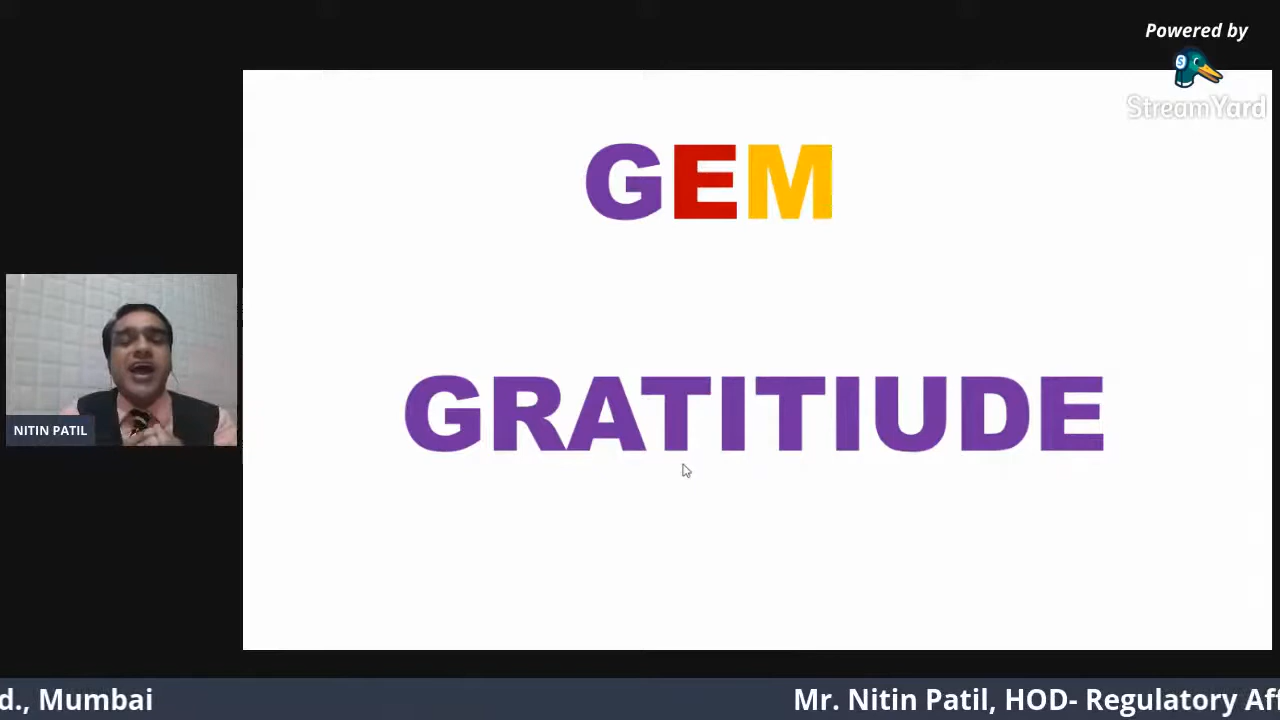 Powered by
StreamYard
GEM
GRATITIUDE
NITIN PATIL
d., Mumbai
Mr. Nitin Patil, HOD- Regulatory Aff